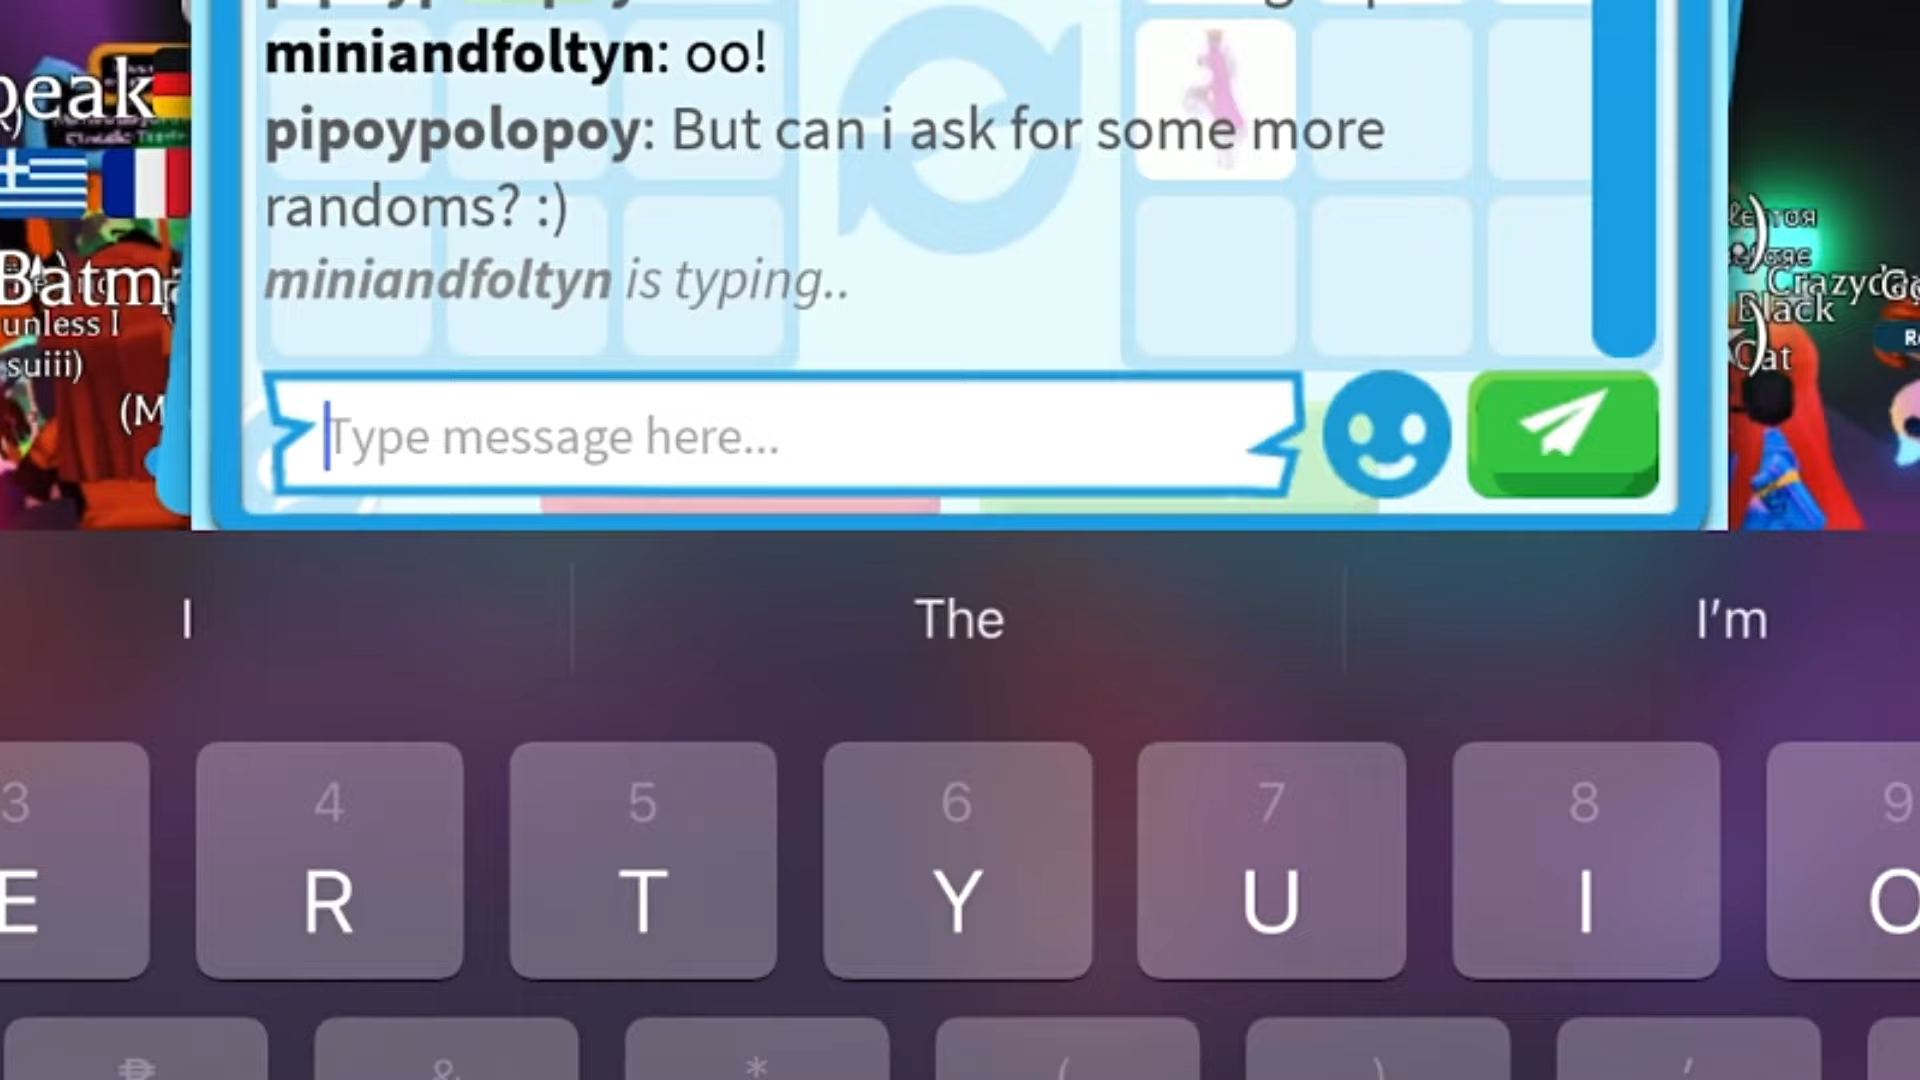 miniandfoltyn: oo!
pipoypolopoy: But can i ask for some more
randoms? :)
miniandfoltyn is typing..
Type message here...
peak
Batm
unless I
suiii)
(M
Crazyc
Black
Cat
I
The
I'm
3
4
5
6
7
8
9
E
R
T
Y
U
I
O
₱
&
*
(
)
'